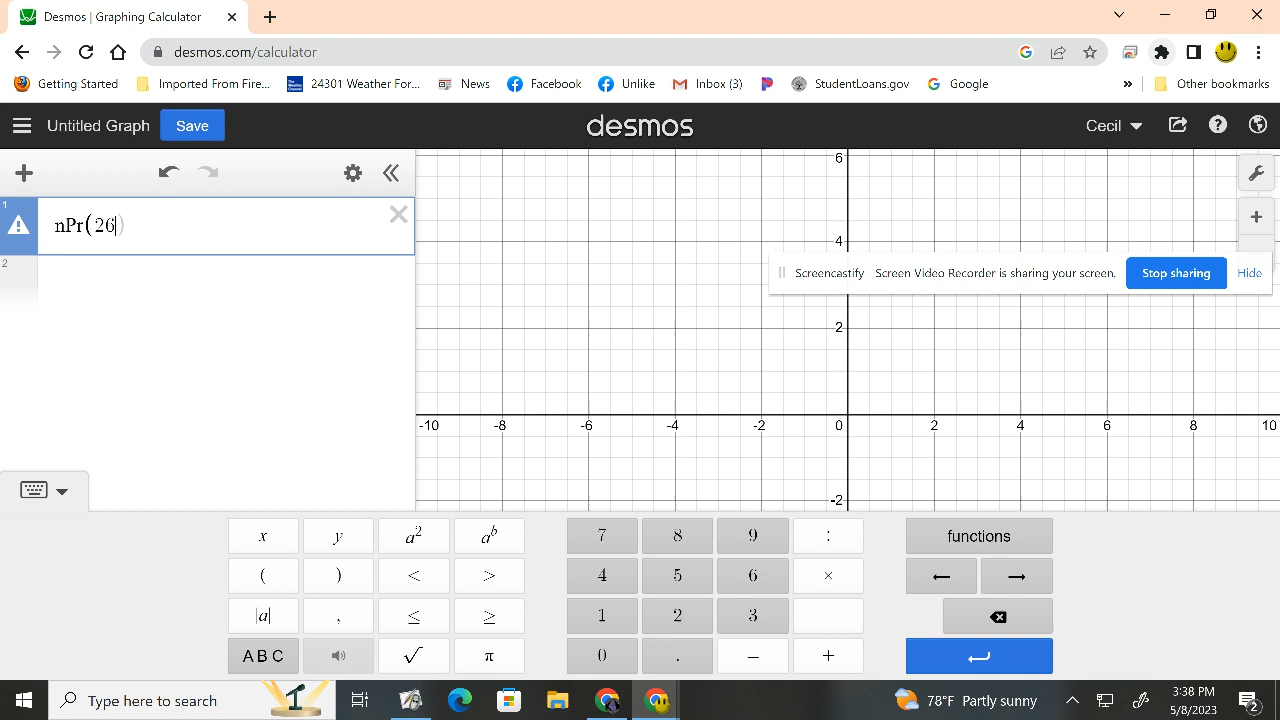 Desmos | Graphing Calculator
desmos.com/calculator
Getting Started
Imported From Fire...
24301 Weather For...
News
Facebook
Unlike
Inbox (3)
StudentLoans.gov
Google
»
Other bookmarks
Untitled Graph
Save
desmos
Cecil
1
nPr(26)
2
6
4
2
-2
-10 -8 -6 -4 -2 0 2 4 6 8 10
Screencastify - Screen Video Recorder is sharing your screen.
Stop sharing
Hide
x y a² aᵇ 7 8 9 : functions
( ) < > 4 5 6 × ← →
|a| , ≤ ≥ 1 2 3
A B C √ π 0 . − +
Type here to search
78°F Partly sunny
3:38 PM
5/8/2023
2